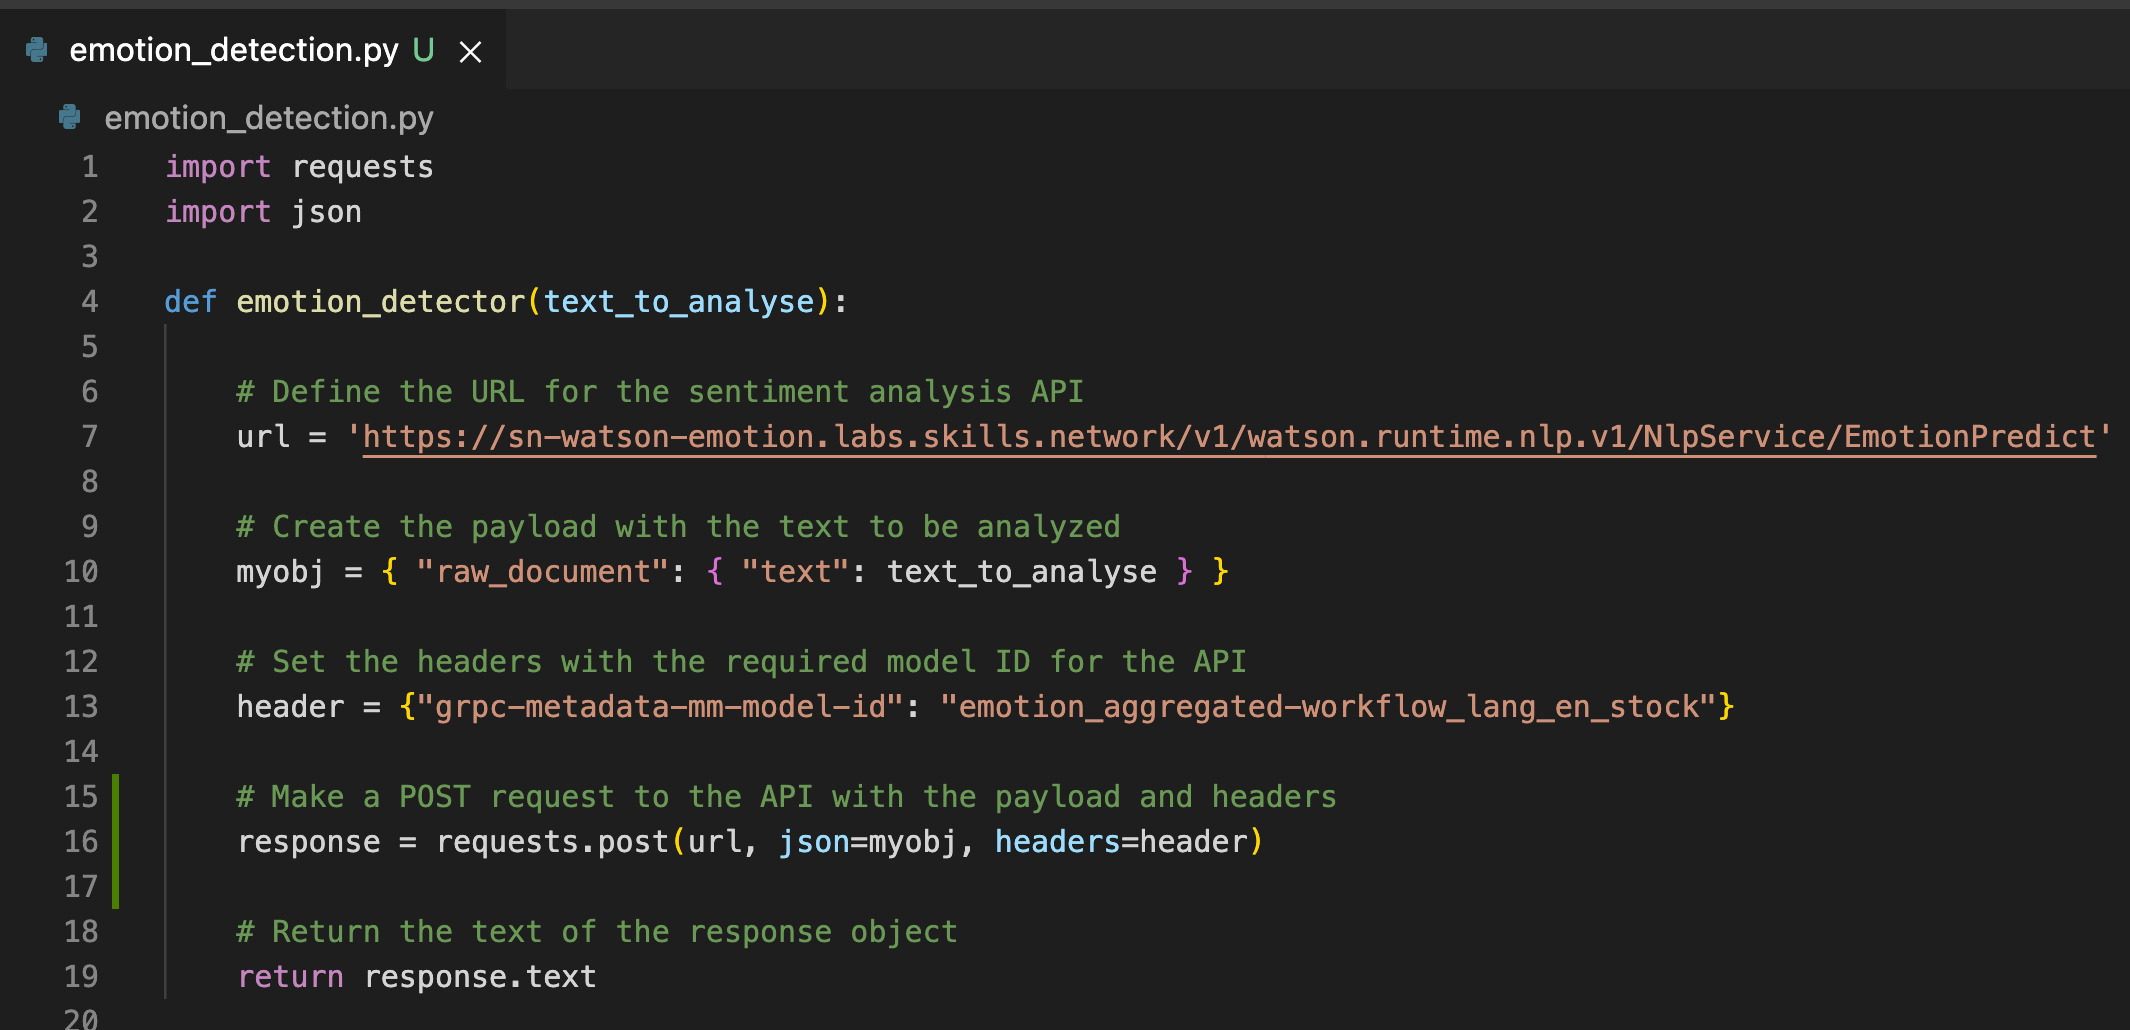 emotion_detection.py U
emotion_detection.py
1 import requests
2 import json
3
4 def emotion_detector(text_to_analyse):
5
6     # Define the URL for the sentiment analysis API
7     url = 'https://sn-watson-emotion.labs.skills.network/v1/watson.runtime.nlp.v1/NlpService/EmotionPredict'
8
9     # Create the payload with the text to be analyzed
10     myobj = { "raw_document": { "text": text_to_analyse } }
11
12     # Set the headers with the required model ID for the API
13     header = {"grpc-metadata-mm-model-id": "emotion_aggregated-workflow_lang_en_stock"}
14
15     # Make a POST request to the API with the payload and headers
16     response = requests.post(url, json=myobj, headers=header)
17
18     # Return the text of the response object
19     return response.text
20